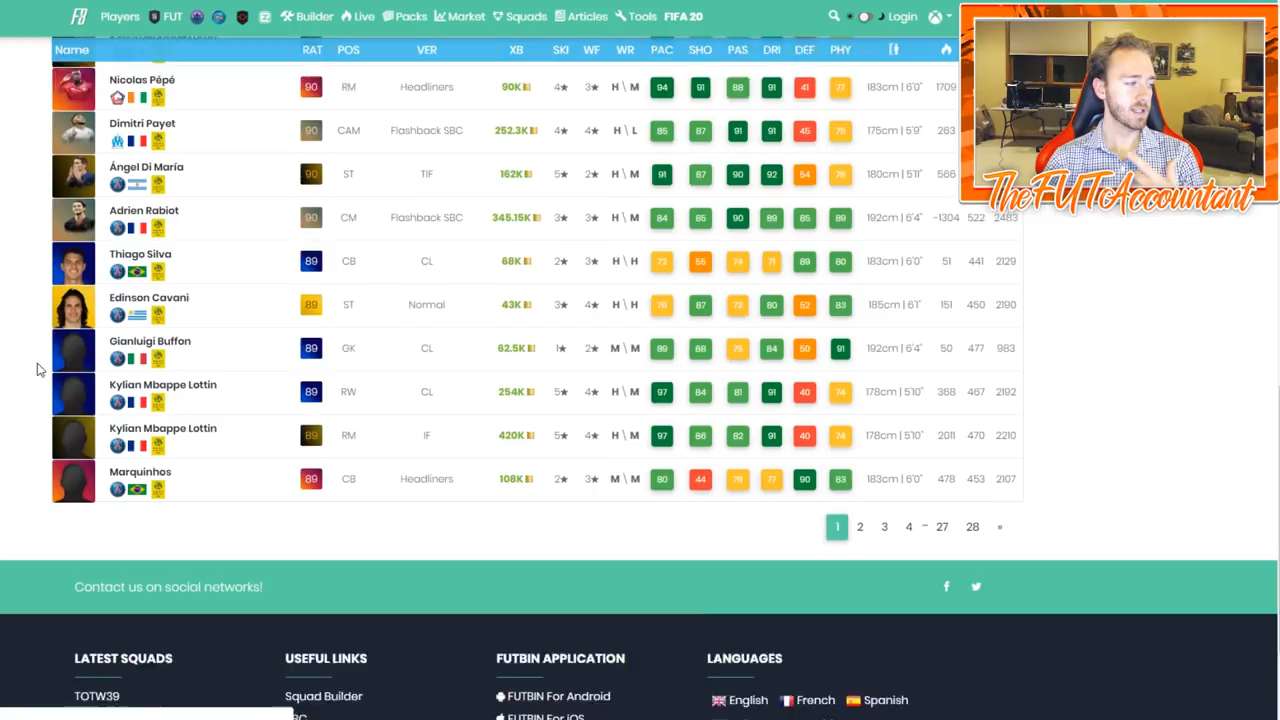 FB Players FUT Builder Live Packs Market Squads Articles Tools FIFA 20 Login
Name RAT POS VER XB SKI WF WR PAC SHO PAS DRI DEF PHY
Nicolas Pépé 90 RM Headliners 90K 4★ 3★ H \ M 94 91 88 91 41 77 183cm | 6'0" 1709
Dimitri Payet 90 CAM Flashback SBC 252.3K 4★ 4★ H \ L 85 87 91 91 45 75 175cm | 5'9" 263
Ángel Di María 90 ST TIF 162K 5★ 2★ H \ M 91 87 90 92 54 78 180cm | 5'11" 566
Adrien Rabiot 90 CM Flashback SBC 345.15K 3★ 3★ H \ M 84 85 90 89 85 89 192cm | 6'4" -1304 522 2483
Thiago Silva 89 CB CL 68K 2★ 3★ H \ H 72 55 74 71 89 80 183cm | 6'0" 51 441 2129
Edinson Cavani 89 ST Normal 43K 3★ 4★ H \ H 76 87 72 80 52 83 185cm | 6'1" 151 450 2190
Gianluigi Buffon 89 GK CL 62.5K 1★ 2★ M \ M 89 88 75 84 50 91 192cm | 6'4" 50 477 983
Kylian Mbappe Lottin 89 RW CL 254K 5★ 4★ H \ M 97 84 81 91 40 74 178cm | 5'10" 368 467 2192
Kylian Mbappe Lottin 89 RM IF 420K 5★ 4★ H \ M 97 86 82 91 40 74 178cm | 5'10" 2011 470 2210
Marquinhos 89 CB Headliners 108K 2★ 3★ M \ M 80 44 75 77 90 83 183cm | 6'0" 478 453 2107
TheFUTAccountant
1 2 3 4 – 27 28 »
Contact us on social networks!
LATEST SQUADS USEFUL LINKS FUTBIN APPLICATION LANGUAGES
TOTW39 Squad Builder FUTBIN For Android English French Spanish
FUTBIN For iOS